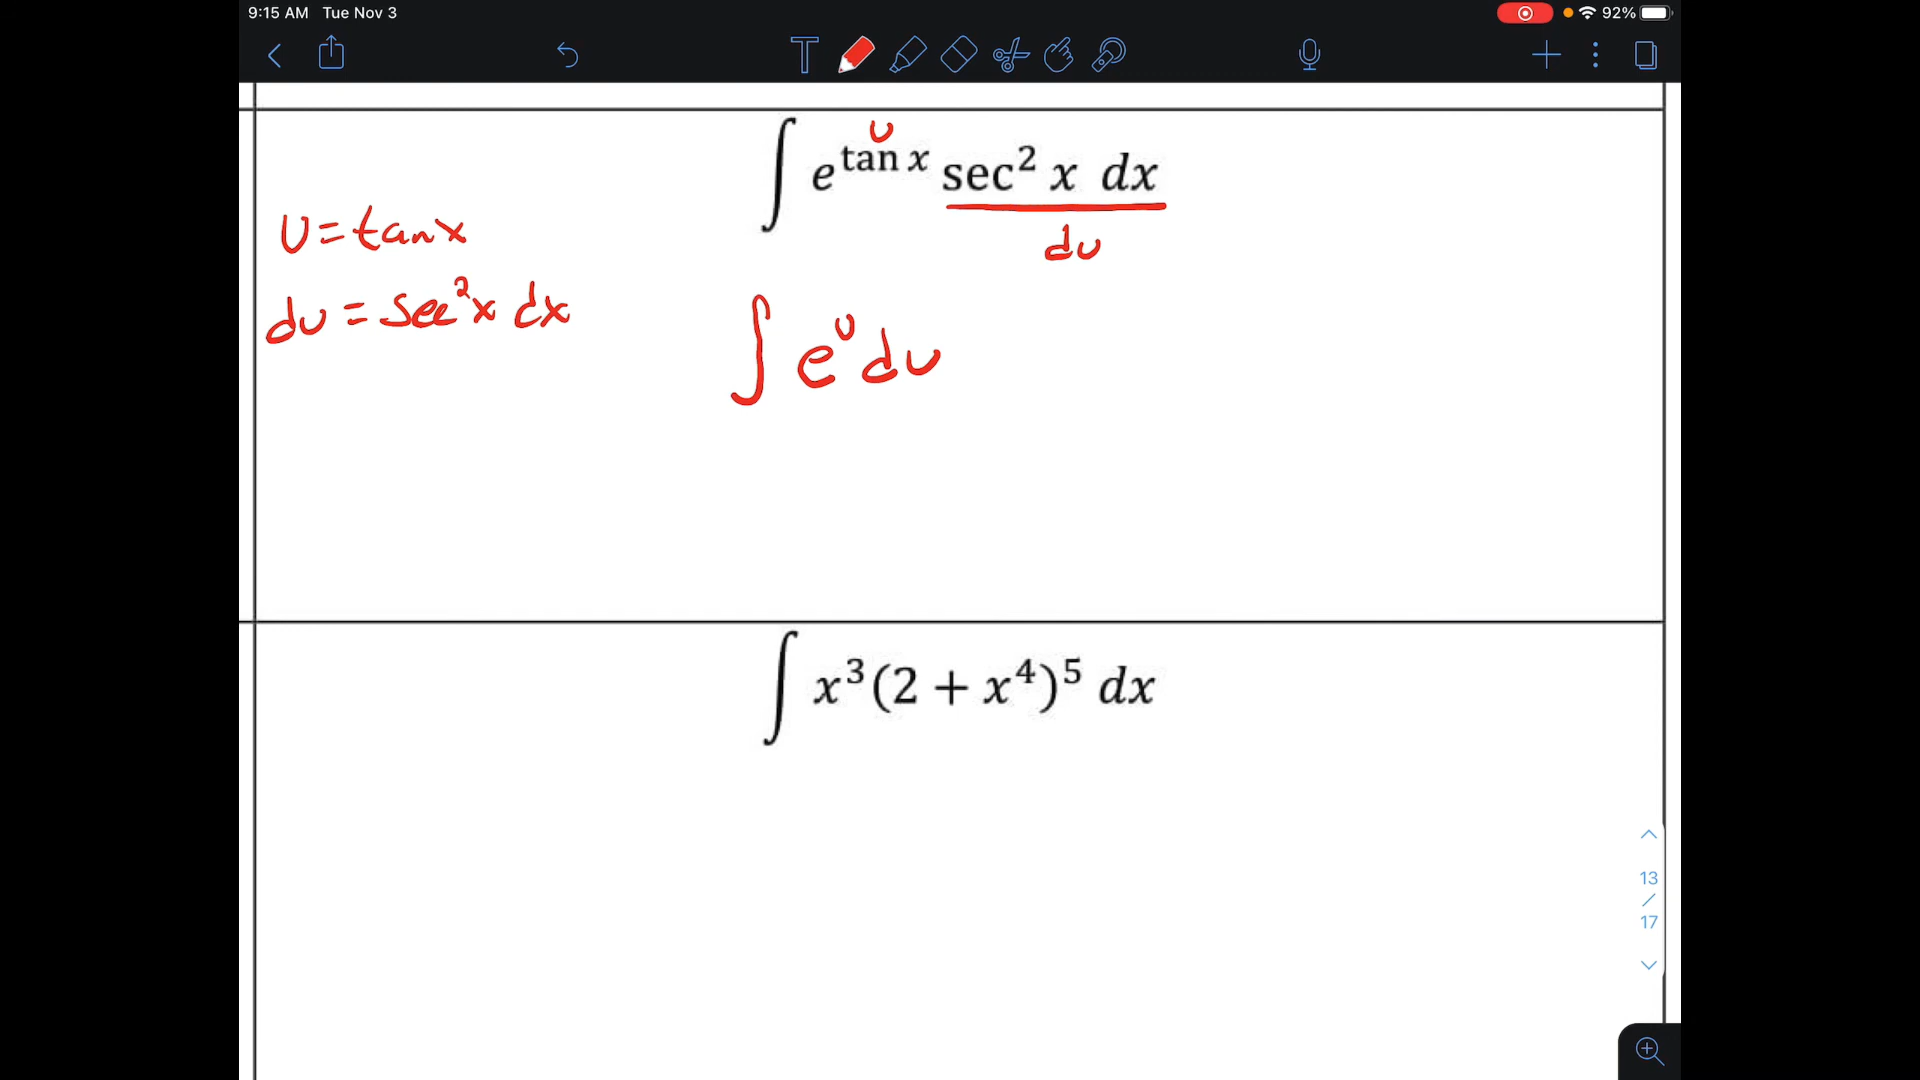 9:15 AM Tue Nov 3
92%
T
∫ e^{tan x} sec² x dx
u
du
u = tan x
du = sec²x dx
∫ e^u du
∫ x³(2 + x⁴)⁵ dx
13
/
17